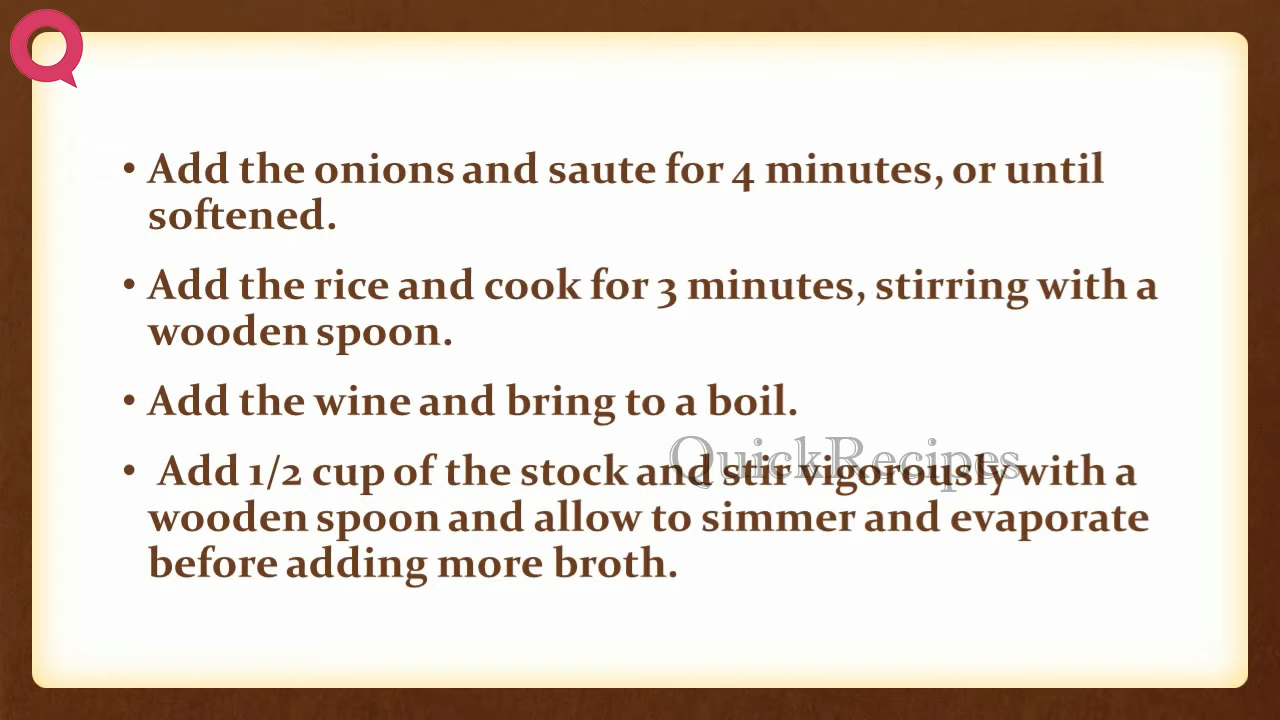 • Add the onions and saute for 4 minutes, or until
softened.
• Add the rice and cook for 3 minutes, stirring with a
wooden spoon.
• Add the wine and bring to a boil.
• Add 1/2 cup of the stock and stir vigorously with a
wooden spoon and allow to simmer and evaporate
before adding more broth.
QuickRecipes